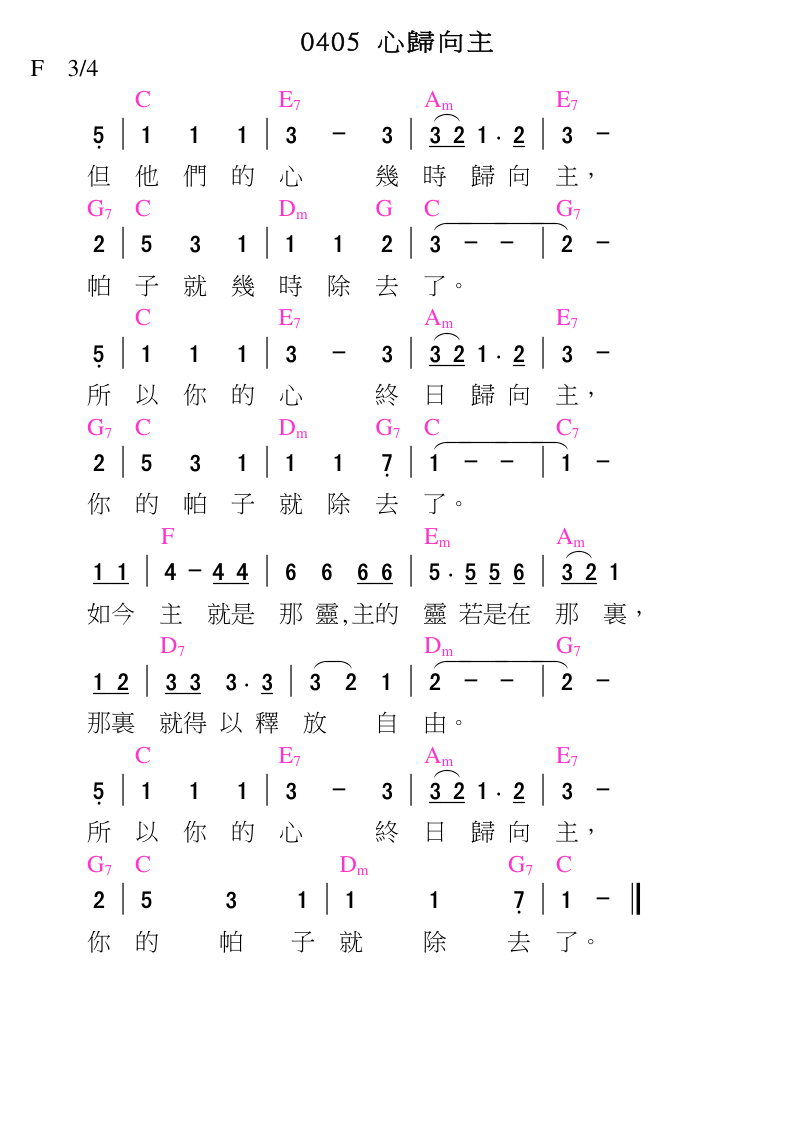 0405 心歸向主
F 3/4
C E7 Am E7
5̣ | 1 1 1 | 3 – 3 | 3 2 1 . 2 | 3 –
但 他 們 的 心 幾 時 歸 向 主，
G7 C Dm G C G7
2 | 5 3 1 | 1 1 2 | 3 – – | 2 –
帕 子 就 幾 時 除 去 了。
C E7 Am E7
5̣ | 1 1 1 | 3 – 3 | 3 2 1 . 2 | 3 –
所 以 你 的 心 終 日 歸 向 主，
G7 C Dm G7 C C7
2 | 5 3 1 | 1 1 7̣ | 1 – – | 1 –
你 的 帕 子 就 除 去 了。
F Em Am
1 1 | 4 – 4 4 | 6 6 6 6 | 5 . 5 5 6 | 3 2 1
如今 主 就是 那 靈,主的 靈 若是在 那 裏，
D7 Dm G7
1 2 | 3 3 3 . 3 | 3 2 1 | 2 – – | 2 –
那裏 就得 以 釋 放 自 由。
C E7 Am E7
5̣ | 1 1 1 | 3 – 3 | 3 2 1 . 2 | 3 –
所 以 你 的 心 終 日 歸 向 主，
G7 C Dm G7 C
2 | 5 3 1 | 1 1 7̣ | 1 – ‖
你 的 帕 子 就 除 去 了。